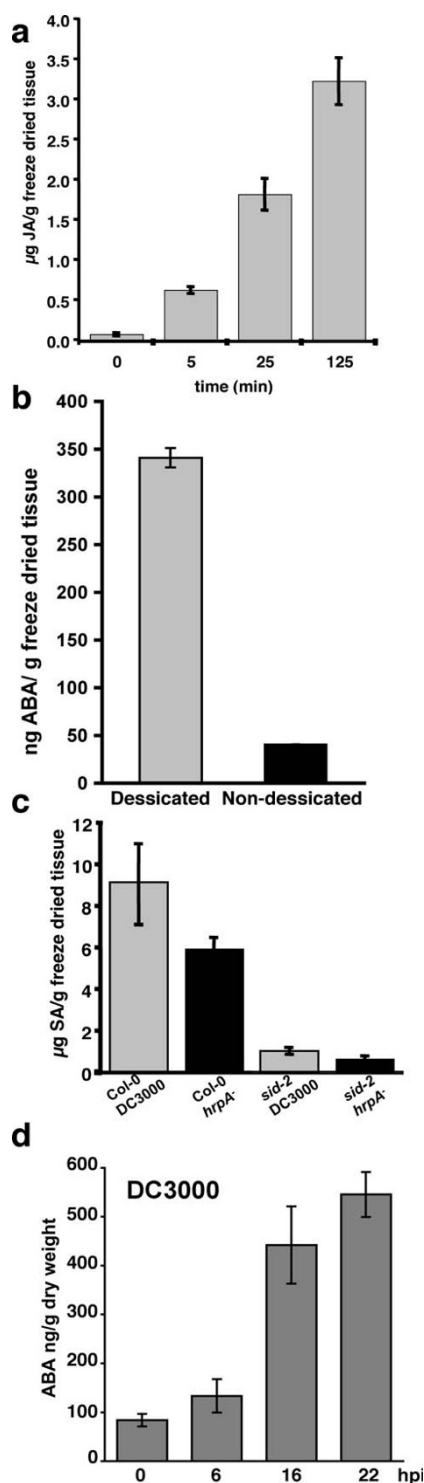 a
µg JA/g freeze dried tissue
4.0
3.5
3.0
2.5
2.0
1.5
1.0
0.5
0.0
0 5 25 125
time (min)
b
ng ABA/ g freeze dried tissue
400
350
300
250
200
150
100
50
0
Dessicated Non-dessicated
c
µg SA/g freeze dried tissue
12
10
8
6
4
2
0
Col-0 DC3000
Col-0 hrpA-
sid-2 DC3000
sid-2 hrpA-
d
DC3000
ABA ng/g dry weight
600
500
400
300
200
100
0
0 6 16 22 hpi